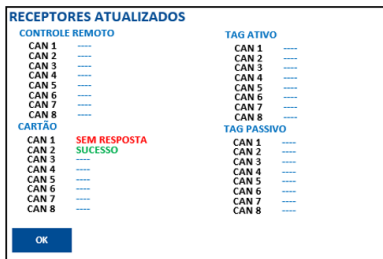 RECEPTORES ATUALIZADOS
CONTROLE REMOTO
CAN 1 ----
CAN 2 ----
CAN 3 ----
CAN 4 ----
CAN 5 ----
CAN 6 ----
CAN 7 ----
CAN 8 ----
CARTÃO
CAN 1 SEM RESPOSTA
CAN 2 SUCESSO
CAN 3 ----
CAN 4 ----
CAN 5 ----
CAN 6 ----
CAN 7 ----
CAN 8 ----
TAG ATIVO
CAN 1 ----
CAN 2 ----
CAN 3 ----
CAN 4 ----
CAN 5 ----
CAN 6 ----
CAN 7 ----
CAN 8 ----
TAG PASSIVO
CAN 1 ----
CAN 2 ----
CAN 3 ----
CAN 4 ----
CAN 5 ----
CAN 6 ----
CAN 7 ----
CAN 8 ----
OK